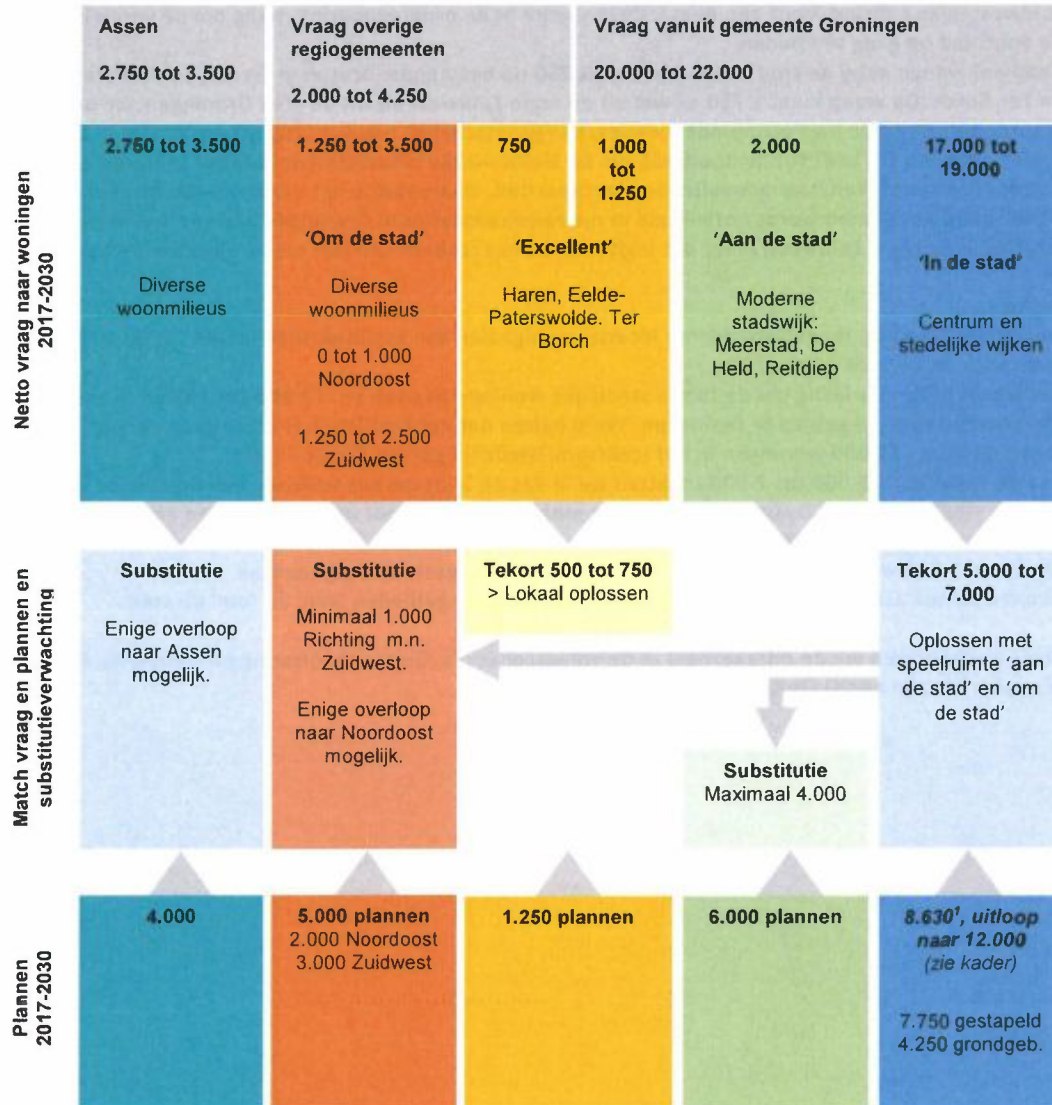 Assen
2.750 tot 3.500
Vraag overige
regiogemeenten
2.000 tot 4.250
Vraag vanuit gemeente Groningen
20.000 tot 22.000
Netto vraag naar woningen
2017-2030
2.750 tot 3.500
Diverse
woonmilieus
1.250 tot 3.500
'Om de stad'
Diverse
woonmilieus
0 tot 1.000
Noordoost
1.250 tot 2.500
Zuidwest
750
1.000
tot
1.250
'Excellent'
Haren, Eelde-
Paterswolde. Ter
Borch
2.000
'Aan de stad'
Moderne
stadswijk:
Meerstad, De
Held, Reitdiep
17.000 tot
19.000
'In de stad'
Centrum en
stedelijke wijken
Match vraag en plannen en
substitutieverwachting
Substitutie
Enige overloop
naar Assen
mogelijk.
Substitutie
Minimaal 1.000
Richting m.n.
Zuidwest.
Enige overloop
naar Noordoost
mogelijk.
Tekort 500 tot 750
> Lokaal oplossen
Substitutie
Maximaal 4.000
Tekort 5.000 tot
7.000
Oplossen met
speelruimte 'aan
de stad' en 'om
de stad'
Plannen
2017-2030
4.000
5.000 plannen
2.000 Noordoost
3.000 Zuidwest
1.250 plannen
6.000 plannen
8.630¹, uitloop
naar 12.000
(zie kader)
7.750 gestapeld
4.250 grondgeb.